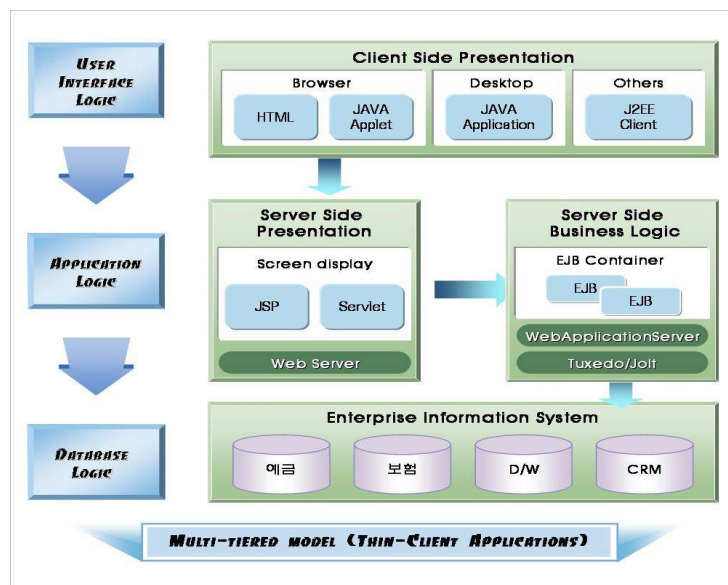 USER
INTERFACE
LOGIC
Client Side Presentation
Browser
Desktop
Others
HTML
JAVA
Applet
JAVA
Application
J2EE
Client
APPLICATION
LOGIC
Server Side
Presentation
Screen display
JSP
Servlet
Web Server
Server Side
Business Logic
EJB Container
EJB
EJB
WebApplicationServer
Tuxedo/Jolt
DATABASE
LOGIC
Enterprise Information System
예금
보험
D/W
CRM
MULTI-TIERED MODEL (THIN-CLIENT APPLICATIONS)